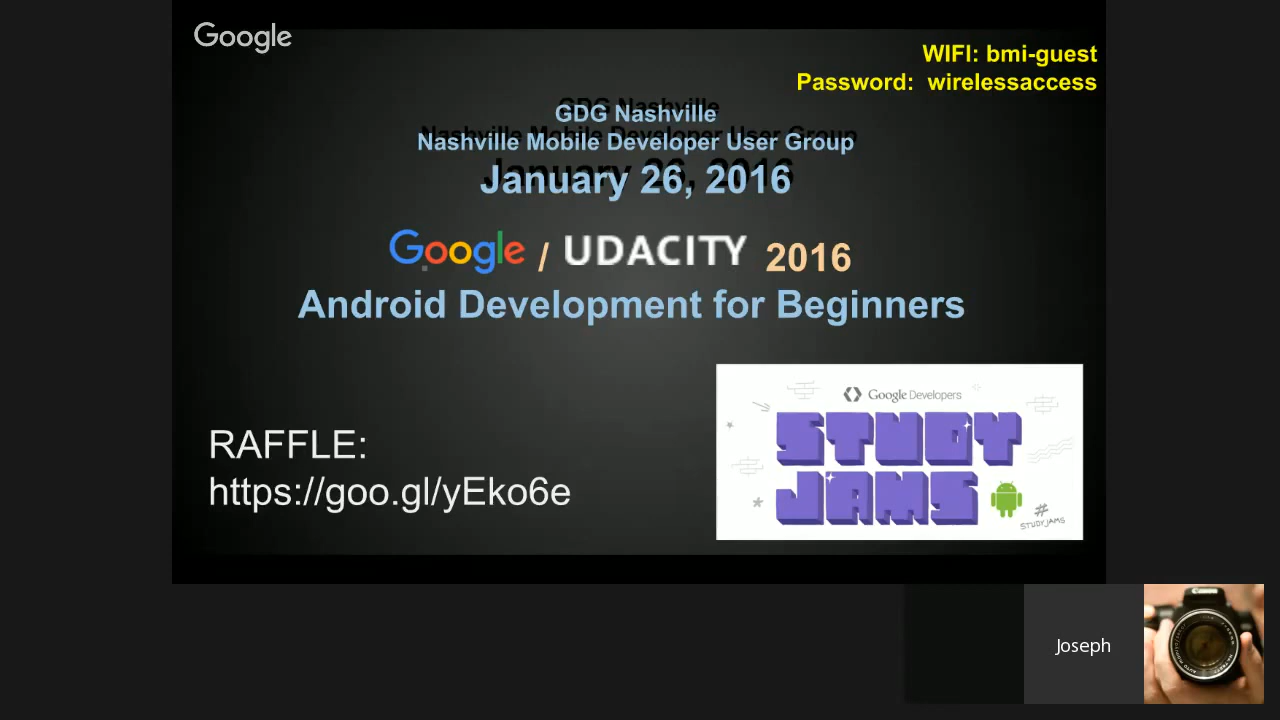 Google
WIFI: bmi-guest
Password: wirelessaccess
GDG Nashville
Nashville Mobile Developer User Group
January 26, 2016
Google / UDACITY 2016
Android Development for Beginners
RAFFLE:
https://goo.gl/yEko6e
Google Developers
STUDY
JAMS
#
STUDYJAMS
Joseph